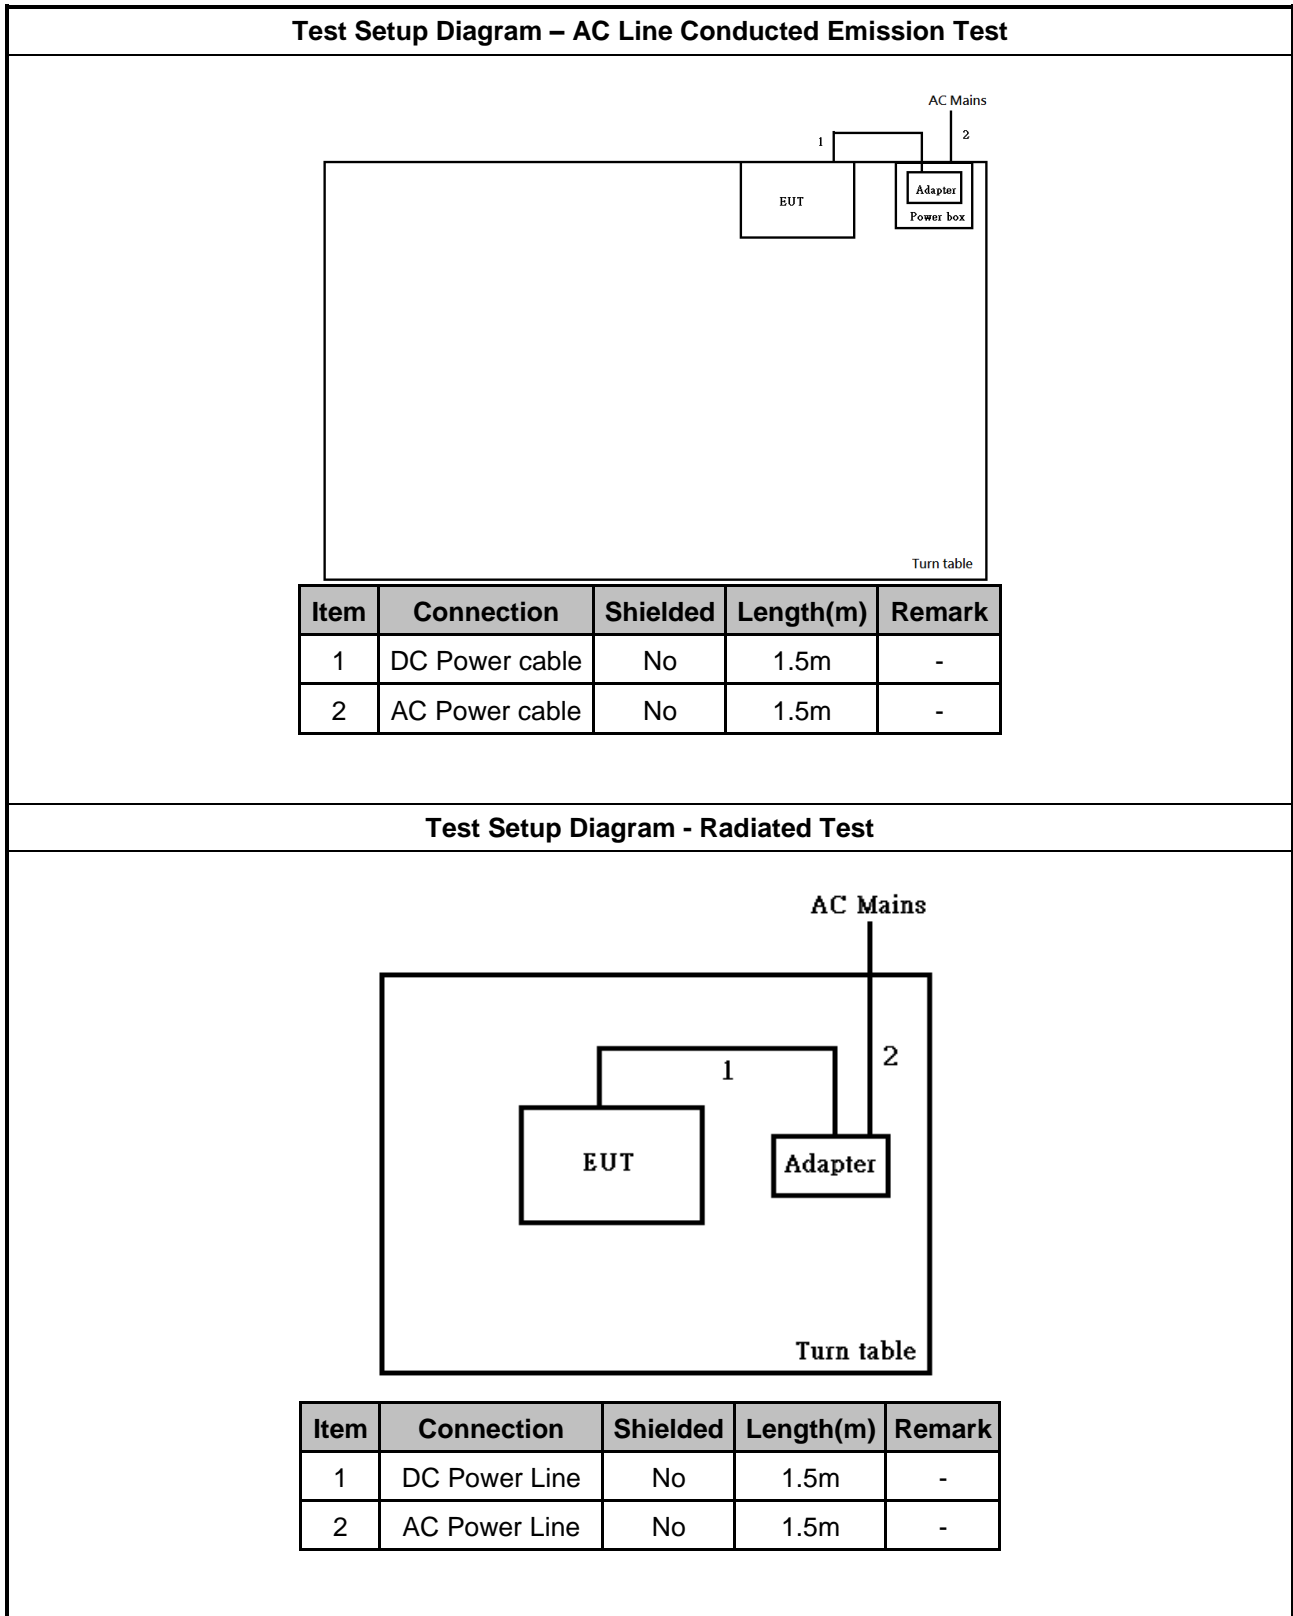 Test Setup Diagram – AC Line Conducted Emission Test
AC Mains
1
2
EUT
Adapter
Power box
Turn table
Item Connection Shielded Length(m) Remark
1 DC Power cable No 1.5m -
2 AC Power cable No 1.5m -
Test Setup Diagram - Radiated Test
AC Mains
1
2
EUT
Adapter
Turn table
Item Connection Shielded Length(m) Remark
1 DC Power Line No 1.5m -
2 AC Power Line No 1.5m -